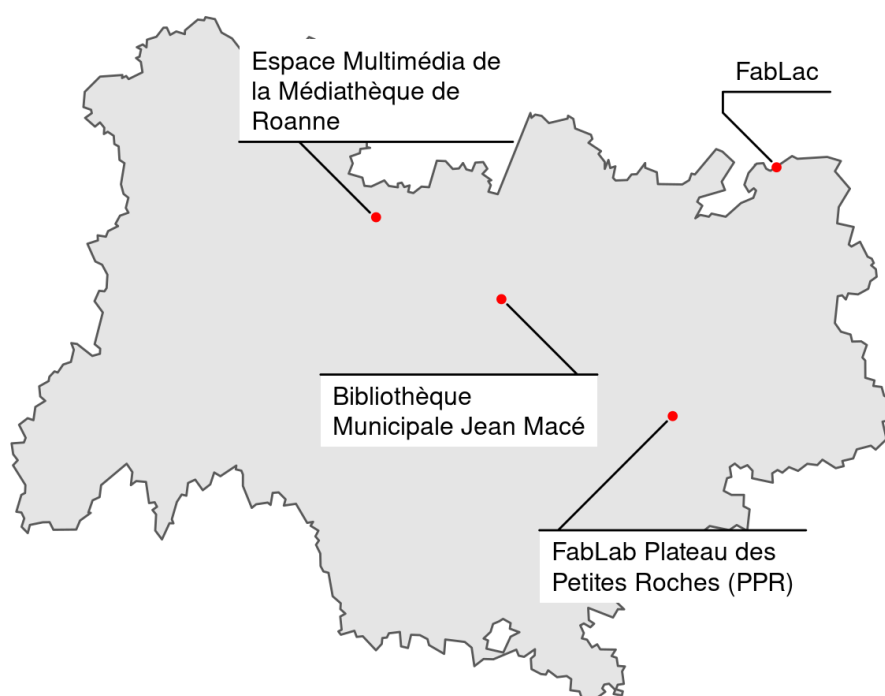 Espace Multimédia de
la Médiathèque de
Roanne
FabLac
Bibliothèque
Municipale Jean Macé
FabLab Plateau des
Petites Roches (PPR)